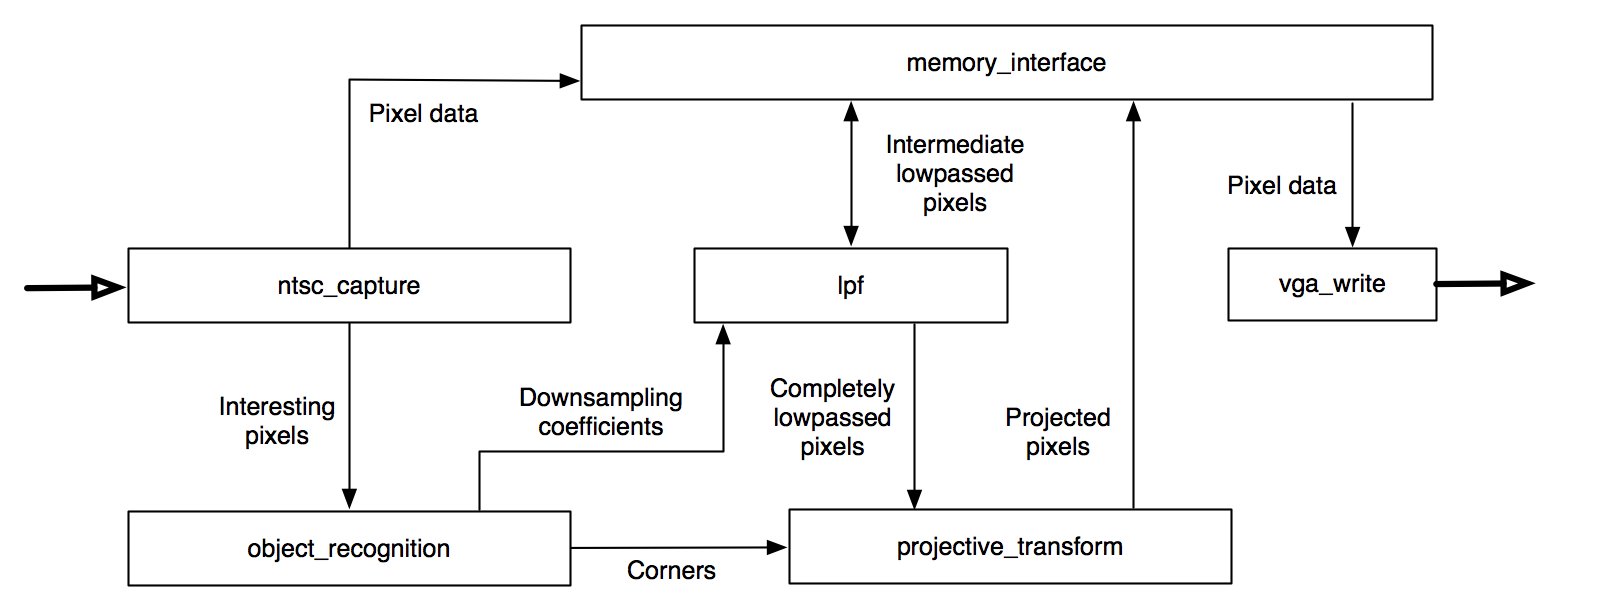 memory_interface
Pixel data
Intermediate
lowpassed
pixels
Pixel data
ntsc_capture
lpf
vga_write
Interesting
pixels
Downsampling
coefficients
Completely
lowpassed
pixels
Projected
pixels
object_recognition
Corners
projective_transform